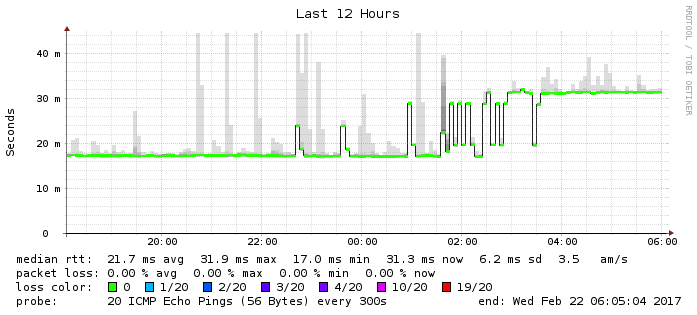 Last 12 Hours
RRDTOOL / TOBI OETIKER
Seconds
40 m
30 m
20 m
10 m
0
20:00 22:00 00:00 02:00 04:00 06:00
median rtt: 21.7 ms avg 31.9 ms max 17.0 ms min 31.3 ms now 6.2 ms sd 3.5 am/s
packet loss: 0.00 % avg 0.00 % max 0.00 % min 0.00 % now
loss color: 0 1/20 2/20 3/20 4/20 10/20 19/20
probe: 20 ICMP Echo Pings (56 Bytes) every 300s end: Wed Feb 22 06:05:04 2017